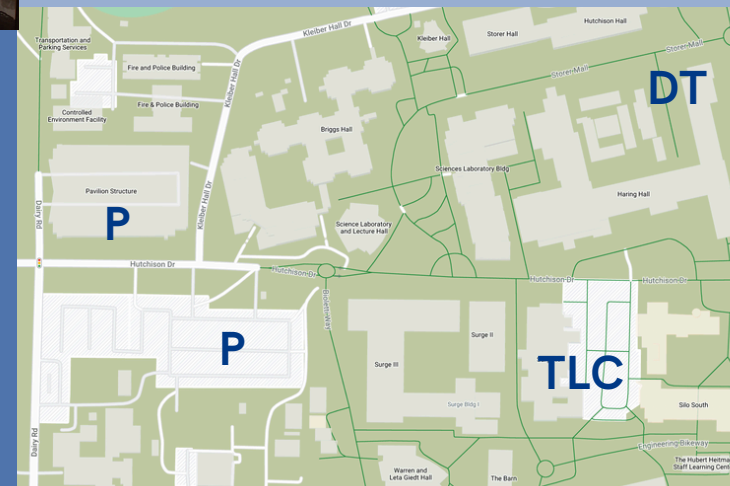 Kleiber Hall Dr
Hutchison Hall
Transportation and
Parking Services
Kleiber Hall
Storer Hall
Storer Mall
Fire and Police Building
Storer Mall
DT
Kleiber Hall Dr
Fire & Police Building
Controlled
Environment Facility
Briggs Hall
Sciences Laboratory Bldg
Pavilion Structure
Haring Hall
Kleiber Hall Dr
Dairy Rd
P
Science Laboratory
and Lecture Hall
Hutchison Dr
Hutchison Dr
Hutchison Dr
Hutchison Dr
Bioletti Way
P
Surge II
Surge III
TLC
Surge Bldg I
Silo South
Dairy Rd
Engineering Bikeway
Warren and
Leta Giedt Hall
The Barn
The Hubert Heitma
Staff Learning Cent